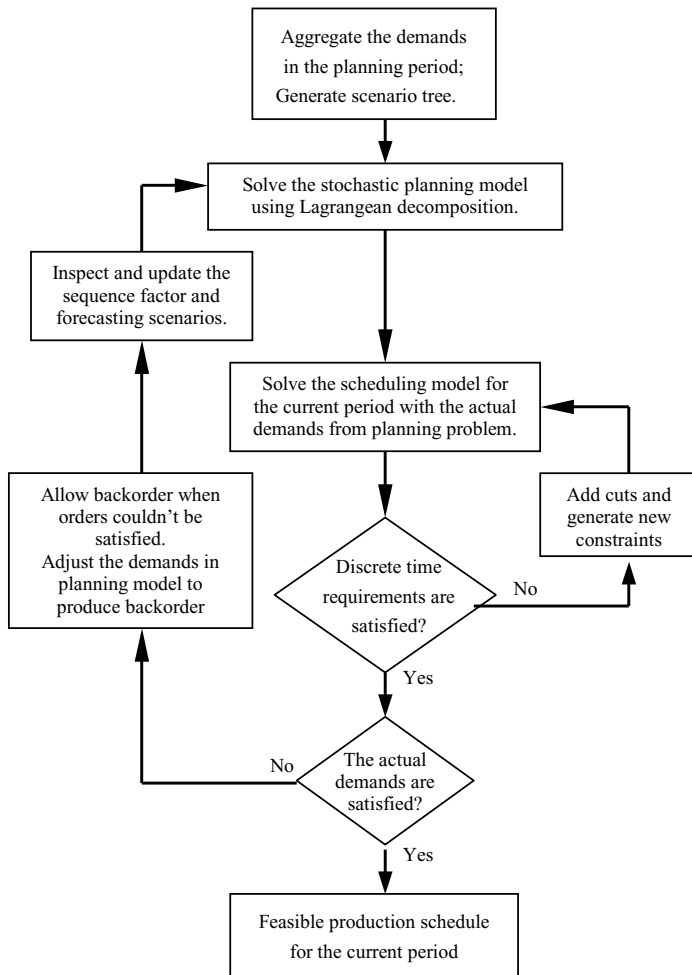 Aggregate the demands
in the planning period;
Generate scenario tree.
Solve the stochastic planning model
using Lagrangean decomposition.
Inspect and update the
sequence factor and
forecasting scenarios.
Solve the scheduling model for
the current period with the actual
demands from planning problem.
Allow backorder when
orders couldn’t be
satisfied.
Adjust the demands in
planning model to
produce backorder
Add cuts and
generate new
constraints
Discrete time
requirements are
satisfied?
No
Yes
No
The actual
demands are
satisfied?
Yes
Feasible production schedule
for the current period